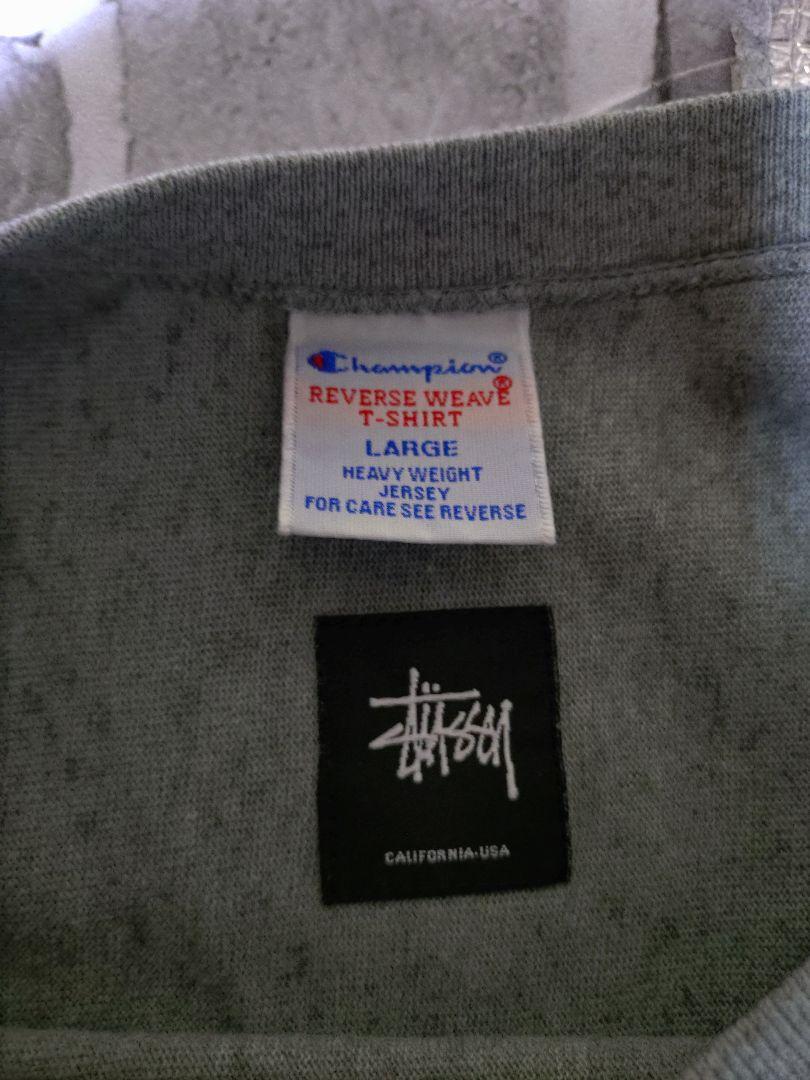 Champion®
REVERSE WEAVE®
T-SHIRT
LARGE
HEAVY WEIGHT
JERSEY
FOR CARE SEE REVERSE
Stüssy
CALIFORNIA·USA